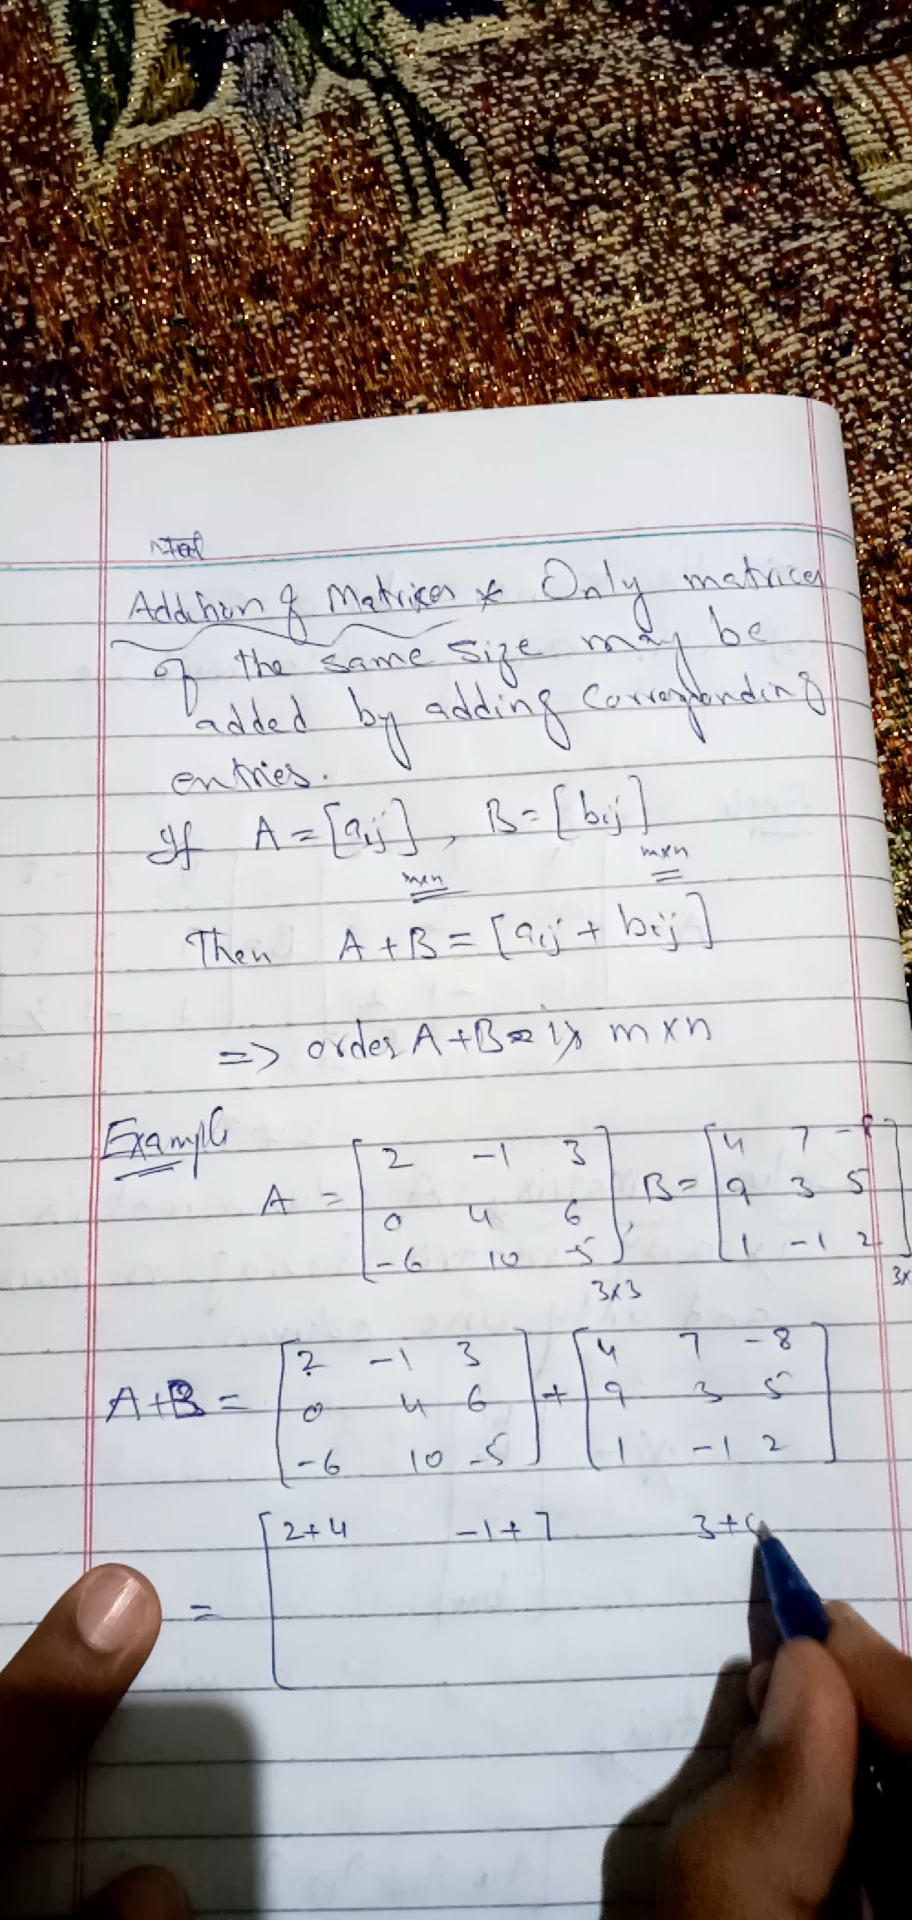 Addition of Matrices * Only matrices
of the same size may be
added by adding corresponding
entries.
If A = [aij] m×n , B = [bij] m×n
Then A + B = [aij + bij]
=> order A + B is m×n
Example
A = [2 -1 3
0 4 6
-6 10 -5] 3×3 , B = [4 7 -8
9 3 5
1 -1 2] 3×
A+B = [2 -1 3
0 4 6
-6 10 -5] + [4 7 -8
9 3 5
1 -1 2]
= [2+4 -1+7 3+